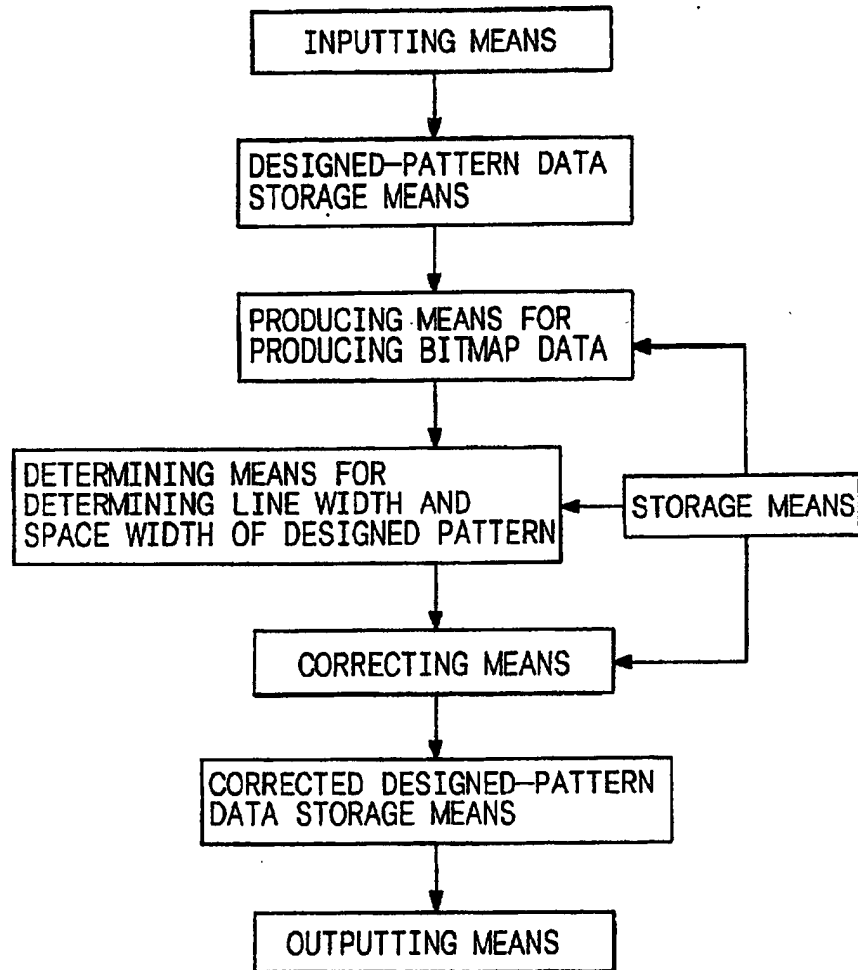 INPUTTING MEANS
DESIGNED-PATTERN DATA
STORAGE MEANS
PRODUCING MEANS FOR
PRODUCING BITMAP DATA
DETERMINING MEANS FOR
DETERMINING LINE WIDTH AND
SPACE WIDTH OF DESIGNED PATTERN
STORAGE MEANS
CORRECTING MEANS
CORRECTED DESIGNED-PATTERN
DATA STORAGE MEANS
OUTPUTTING MEANS